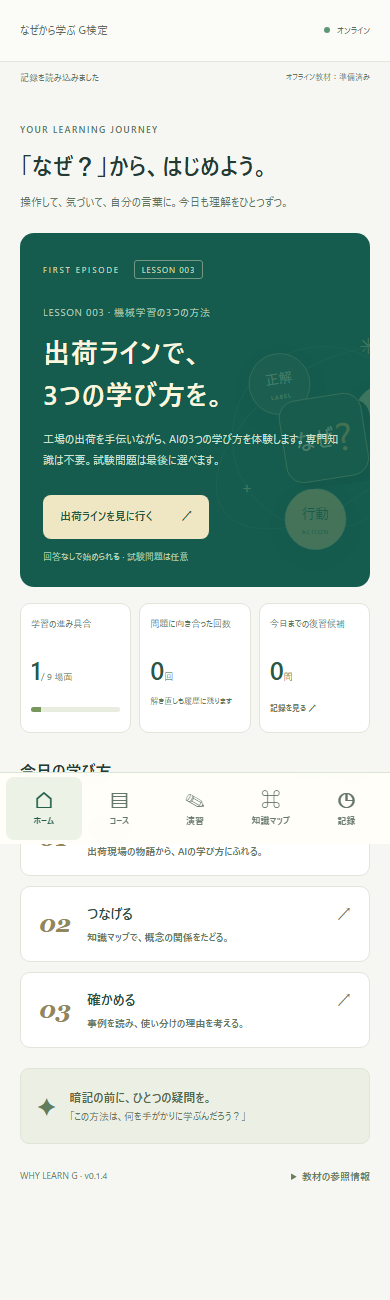 なぜから学ぶ G検定
オンライン
記録を読み込みました
オフライン教材：準備済み
YOUR LEARNING JOURNEY
「なぜ？」から、はじめよう。
操作して、気づいて、自分の言葉に。今日も理解をひとつずつ。
FIRST EPISODE
LESSON 003
LESSON 003 · 機械学習の3つの方法
出荷ラインで、
3つの学び方を。
正解
LABEL
なぜ?
行動
工場の出荷を手伝いながら、AIの3つの学び方を体験します。専門知
識は不要。試験問題は最後に選べます。
出荷ラインを見に行く
回答なしで始められる · 試験問題は任意
学習の進み具合
1/ 9 場面
問題に向き合った回数
0回
解き直しも履歴に残ります
今日までの復習候補
0問
記録を見る
今日の学び方
ホーム
コース
演習
知識マップ
記録
出荷現場の物語から、AIの学び方にふれる。
02
つなげる
知識マップで、概念の関係をたどる。
03
確かめる
事例を読み、使い分けの理由を考える。
暗記の前に、ひとつの疑問を。
「この方法は、何を手がかりに学ぶんだろう？」
WHY LEARN G · v0.1.4
教材の参照情報